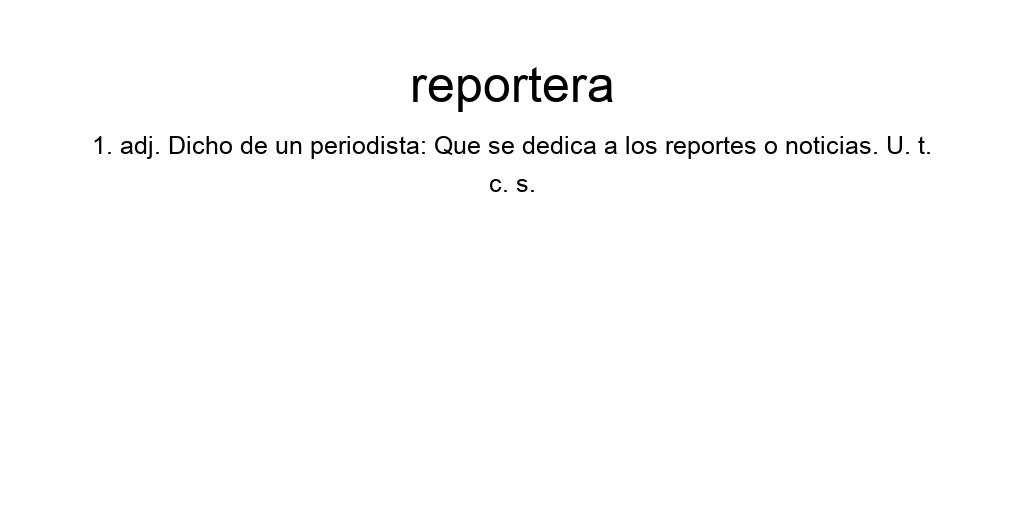 reportera
1. adj. Dicho de un periodista: Que se dedica a los reportes o noticias. U. t.
c. s.